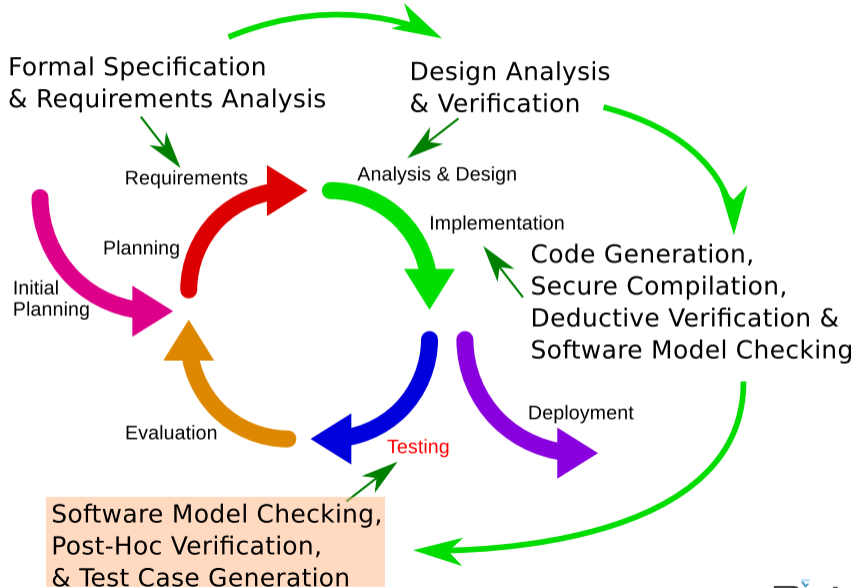 Formal Specification
& Requirements Analysis
Design Analysis
& Verification
Requirements
Analysis & Design
Implementation
Planning
Initial
Planning
Code Generation,
Secure Compilation,
Deductive Verification &
Software Model Checking
Deployment
Evaluation
Testing
Software Model Checking,
Post-Hoc Verification,
& Test Case Generation